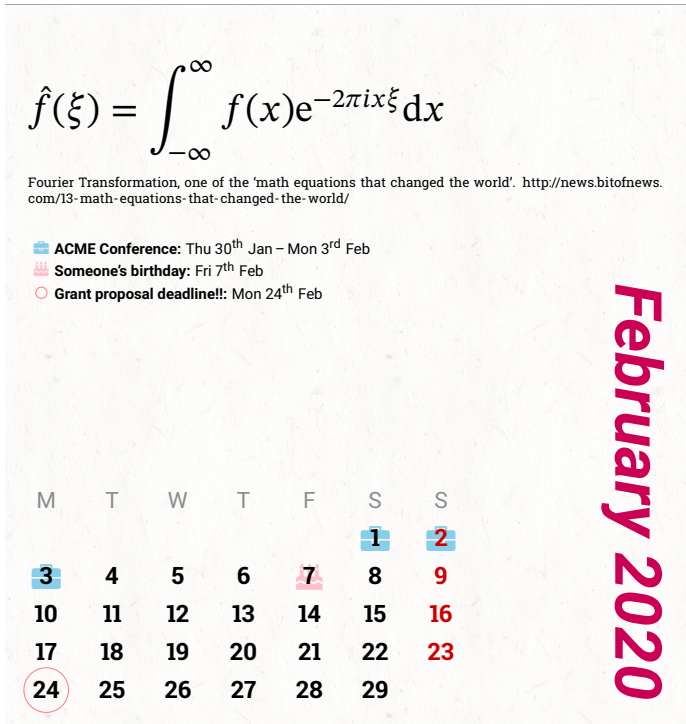 f̂(ξ) = ∫_{−∞}^{∞} f(x)e^{−2πixξ}dx
Fourier Transformation, one of the ‘math equations that changed the world’. http://news.bitofnews.
com/13-math-equations-that-changed-the-world/
ACME Conference: Thu 30th Jan – Mon 3rd Feb
Someone’s birthday: Fri 7th Feb
Grant proposal deadline!!: Mon 24th Feb
February 2020
M T W T F S S
1 2
3 4 5 6 7 8 9
10 11 12 13 14 15 16
17 18 19 20 21 22 23
24 25 26 27 28 29